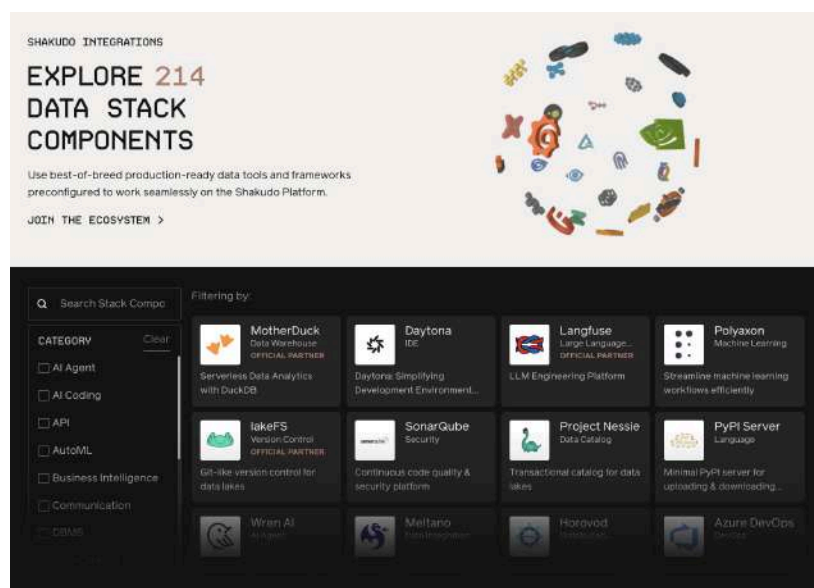 SHAKUDO INTEGRATIONS
EXPLORE 214
DATA STACK
COMPONENTS
Use best-of-breed production-ready data tools and frameworks
preconfigured to work seamlessly on the Shakudo Platform.
JOIN THE ECOSYSTEM >
Search Stack Compo
Filtering by:
CATEGORY Clear
AI Agent
AI Coding
API
AutoML
Business Intelligence
Communication
DBMS
MotherDuck
Data Warehouse
OFFICIAL PARTNER
Serverless Data Analytics
with DuckDB
Daytona
IDE
Daytona: Simplifying
Development Environment...
Langfuse
Large Language...
OFFICIAL PARTNER
LLM Engineering Platform
Polyaxon
Machine Learning
Streamline machine learning
workflows efficiently
lakeFS
Version Control
OFFICIAL PARTNER
Git-like version control for
data lakes
SonarQube
Security
Continuous code quality &
security platform
Project Nessie
Data Catalog
Transactional catalog for data
lakes
PyPI Server
Language
Minimal PyPI server for
uploading & downloading...
Wren AI
AI Agent
Meltano
Data Integration
Horovod
Azure DevOps
DevOps